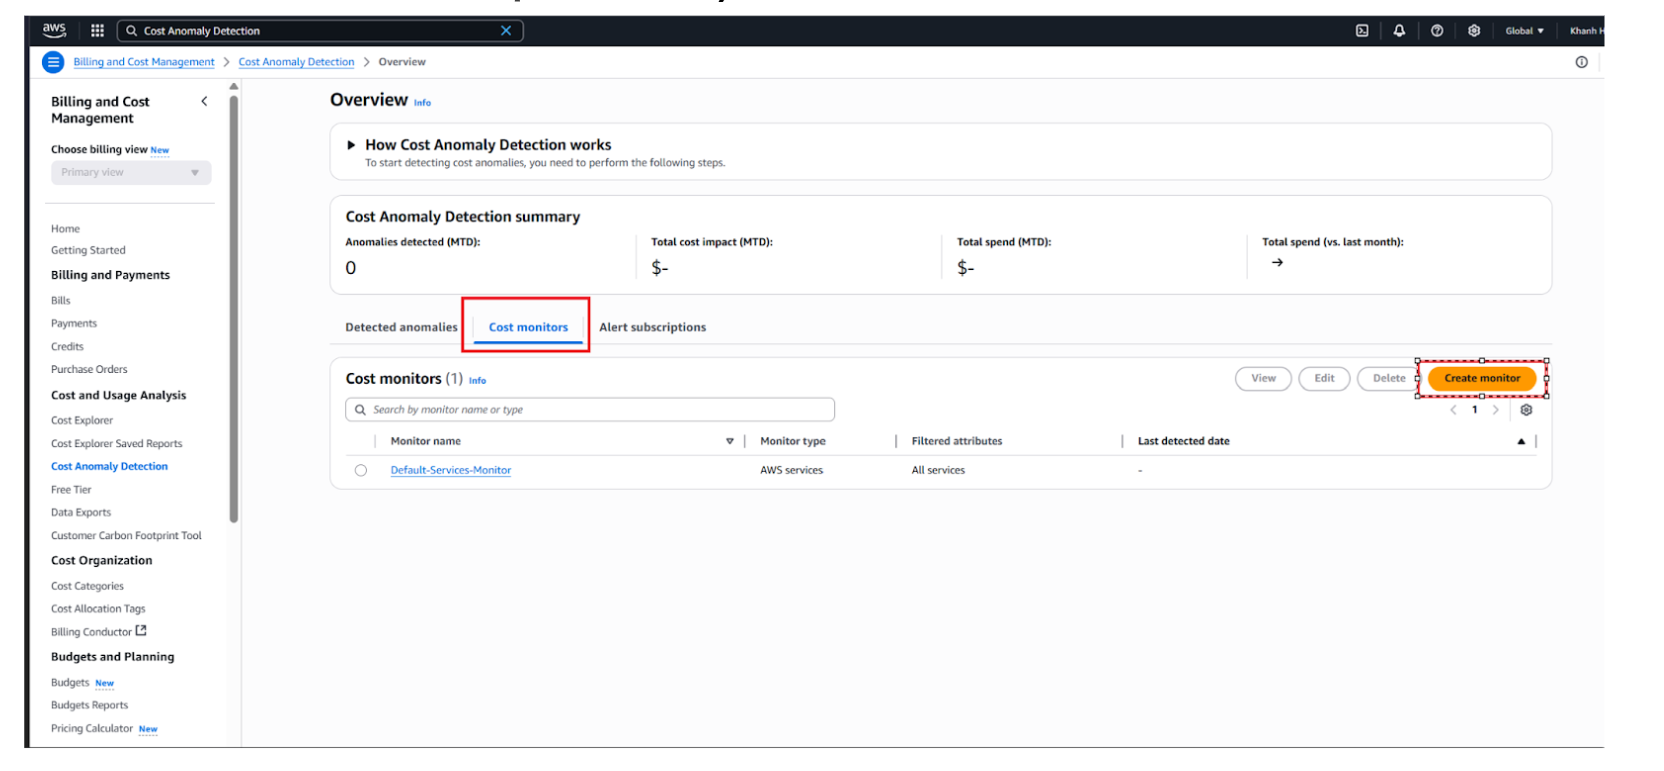 aws
Cost Anomaly Detection
Global
Khanh H
Billing and Cost Management > Cost Anomaly Detection > Overview
Billing and Cost Management
Choose billing view New
Primary view
Home
Getting Started
Billing and Payments
Bills
Payments
Credits
Purchase Orders
Cost and Usage Analysis
Cost Explorer
Cost Explorer Saved Reports
Cost Anomaly Detection
Free Tier
Data Exports
Customer Carbon Footprint Tool
Cost Organization
Cost Categories
Cost Allocation Tags
Billing Conductor
Budgets and Planning
Budgets New
Budgets Reports
Pricing Calculator New
Overview Info
How Cost Anomaly Detection works
To start detecting cost anomalies, you need to perform the following steps.
Cost Anomaly Detection summary
Anomalies detected (MTD):
0
Total cost impact (MTD):
$-
Total spend (MTD):
$-
Total spend (vs. last month):
→
Detected anomalies
Cost monitors
Alert subscriptions
Cost monitors (1) Info
View
Edit
Delete
Create monitor
Search by monitor name or type
< 1 >
Monitor name
Monitor type
Filtered attributes
Last detected date
Default-Services-Monitor
AWS services
All services
-